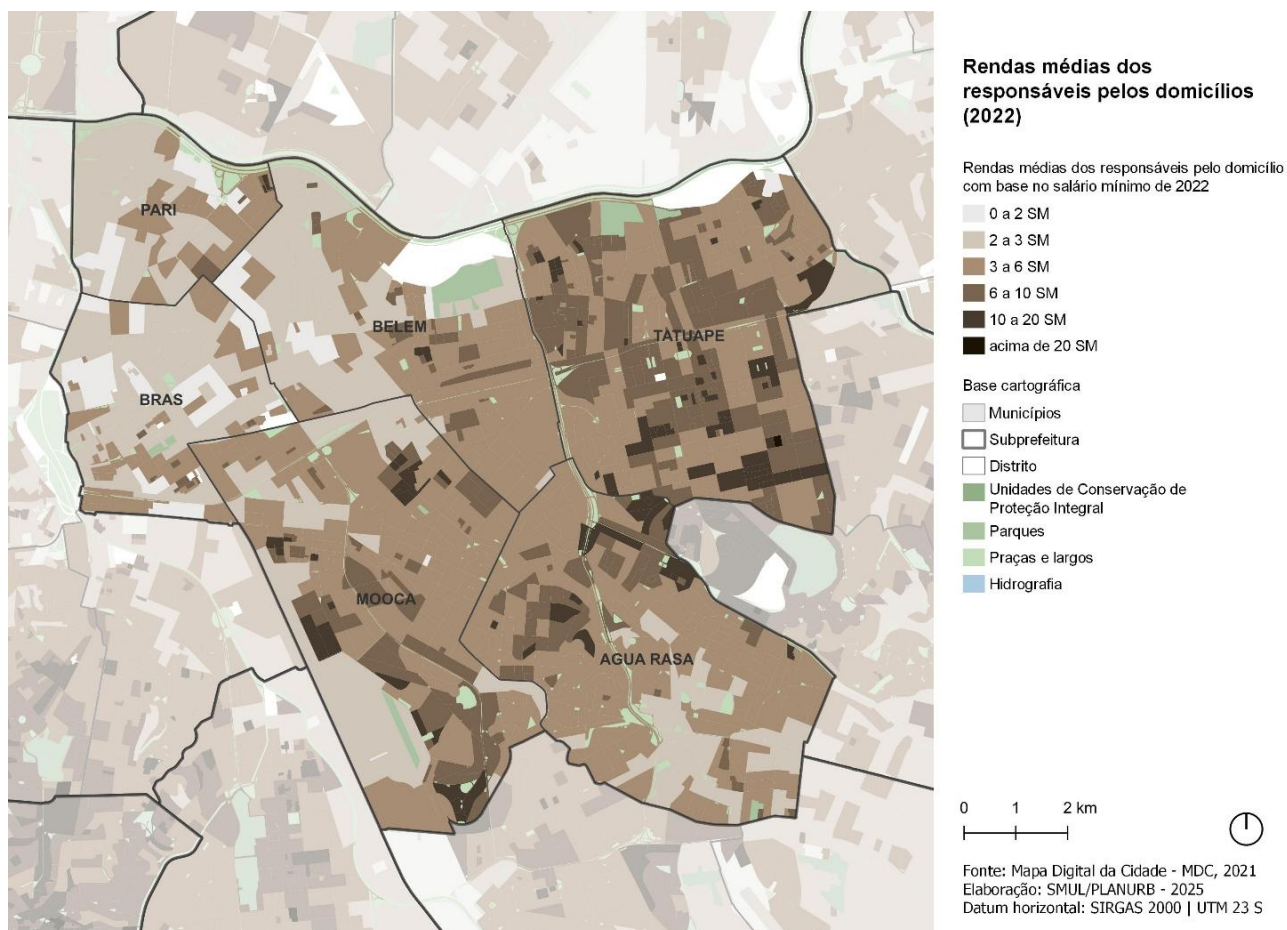 PARI
BELEM
TATUAPE
BRAS
MOOCA
AGUA RASA
Rendas médias dos
responsáveis pelos domicílios
(2022)
Rendas médias dos responsáveis pelo domicílio
com base no salário mínimo de 2022
0 a 2 SM
2 a 3 SM
3 a 6 SM
6 a 10 SM
10 a 20 SM
acima de 20 SM
Base cartográfica
Municípios
Subprefeitura
Distrito
Unidades de Conservação de
Proteção Integral
Parques
Praças e largos
Hidrografia
0 1 2 km
Fonte: Mapa Digital da Cidade - MDC, 2021
Elaboração: SMUL/PLANURB - 2025
Datum horizontal: SIRGAS 2000 | UTM 23 S